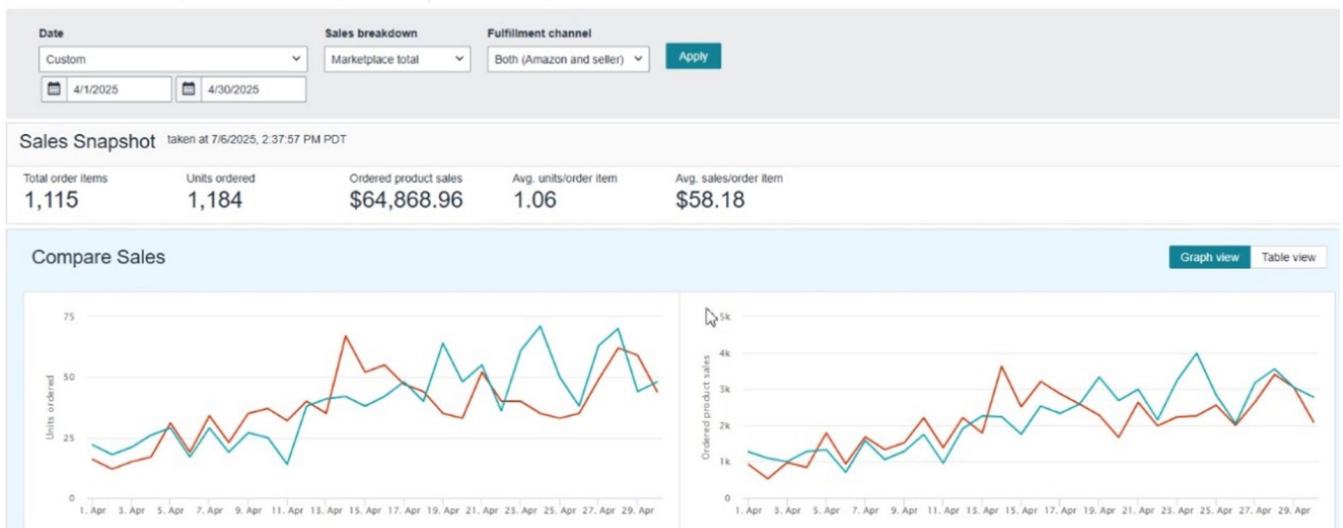 Date
Sales breakdown
Fulfillment channel
Custom
Marketplace total
Both (Amazon and seller)
Apply
4/1/2025
4/30/2025
Sales Snapshot taken at 7/6/2025, 2:37:57 PM PDT
Total order items
Units ordered
Ordered product sales
Avg. units/order item
Avg. sales/order item
1,115
1,184
$64,868.96
1.06
$58.18
Compare Sales
Graph view
Table view
75
50
25
0
Units ordered
1. Apr 3. Apr 5. Apr 7. Apr 9. Apr 11. Apr 13. Apr 15. Apr 17. Apr 19. Apr 21. Apr 23. Apr 25. Apr 27. Apr 29. Apr
5k
4k
3k
2k
1k
0
Ordered product sales
1. Apr 3. Apr 5. Apr 7. Apr 9. Apr 11. Apr 13. Apr 15. Apr 17. Apr 19. Apr 21. Apr 23. Apr 25. Apr 27. Apr 29. Apr